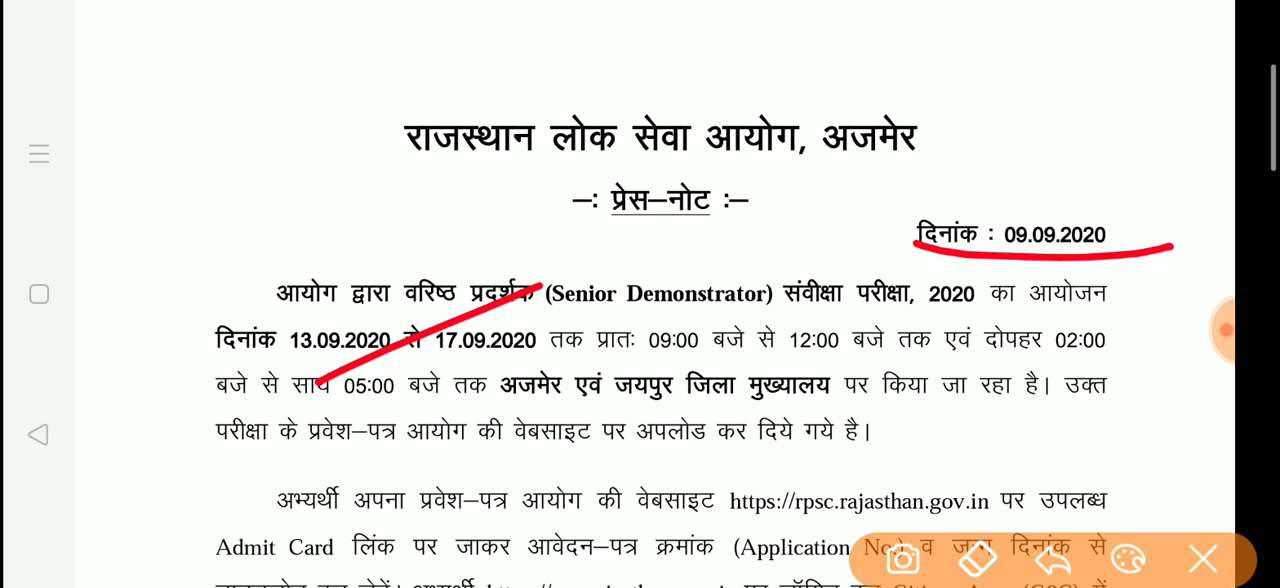 राजस्थान लोक सेवा आयोग, अजमेर
–: प्रेस–नोट :–
दिनांक : 09.09.2020
आयोग द्वारा वरिष्ठ प्रदर्शक (Senior Demonstrator) संवीक्षा परीक्षा, 2020 का आयोजन
दिनांक 13.09.2020 से 17.09.2020 तक प्रातः 09:00 बजे से 12:00 बजे तक एवं दोपहर 02:00
बजे से सायं 05:00 बजे तक अजमेर एवं जयपुर जिला मुख्यालय पर किया जा रहा है। उक्त
परीक्षा के प्रवेश–पत्र आयोग की वेबसाइट पर अपलोड कर दिये गये है।
अभ्यर्थी अपना प्रवेश–पत्र आयोग की वेबसाइट https://rpsc.rajasthan.gov.in पर उपलब्ध
Admit Card लिंक पर जाकर आवेदन–पत्र क्रमांक (Application No.) व जन्म दिनांक से